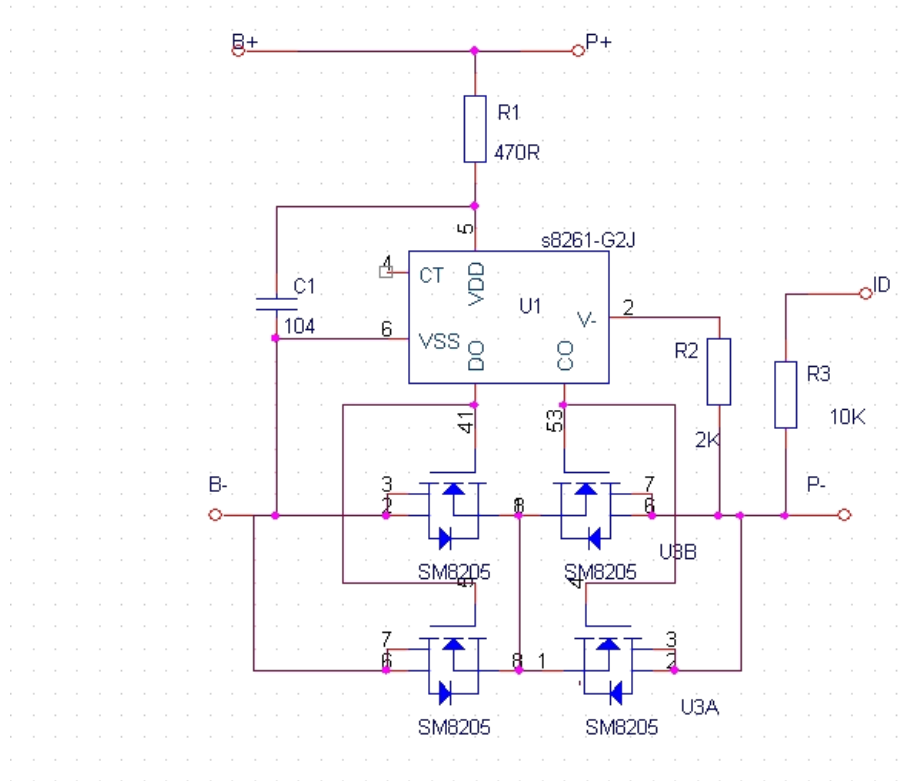 B+
P+
R1
470R
5
s8261-G2J
4
CT
VDD
U1
ID
C1
104
2
V-
6
VSS
DO
CO
R2
R3
10K
41
53
2K
B-
3
2
8
7
6
P-
U3B
SM8205
SM8205
4
7
6
8
1
3
2
U3A
SM8205
SM8205